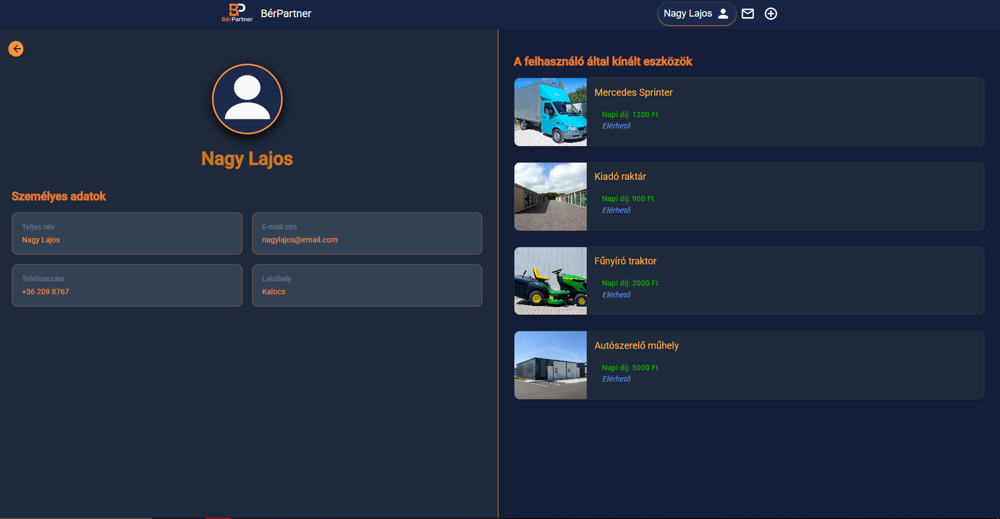 BP
BérPartner
BérPartner
Nagy Lajos
Nagy Lajos
Személyes adatok
Teljes név
Nagy Lajos
E-mail cím
nagylajos@email.com
Telefonszám
+36 209 8767
Lakóhely
Kalocs
A felhasználó által kínált eszközök
Mercedes Sprinter
Napi díj: 1200 Ft
Elérhető
Kiadó raktár
Napi díj: 900 Ft
Elérhető
Fűnyíró traktor
Napi díj: 2000 Ft
Elérhető
Autószerelő műhely
Napi díj: 5000 Ft
Elérhető